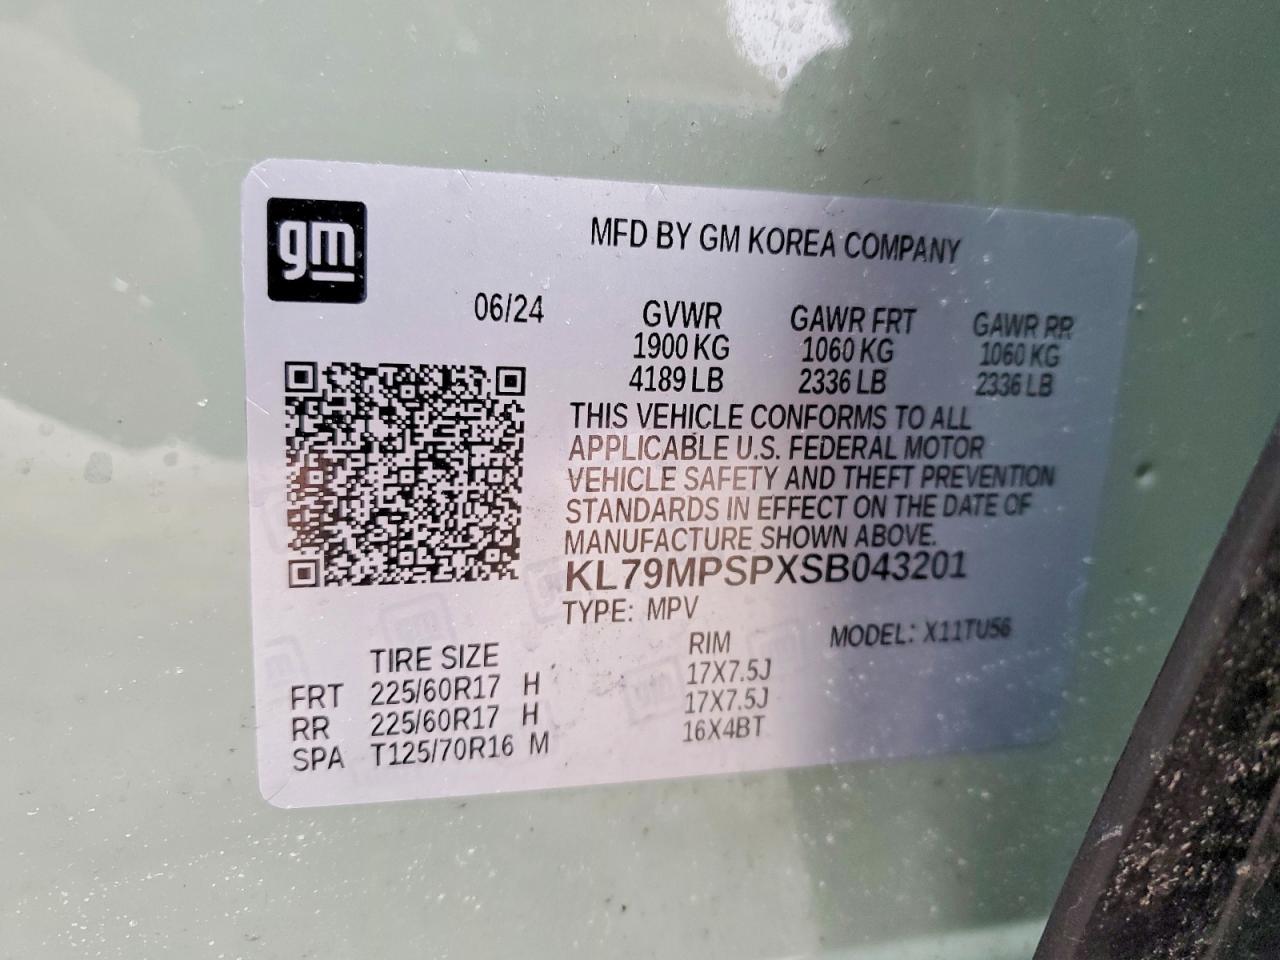 gm
MFD BY GM KOREA COMPANY
06/24 GVWR GAWR FRT GAWR RR
1900 KG 1060 KG 1060 KG
4189 LB 2336 LB 2336 LB
THIS VEHICLE CONFORMS TO ALL
APPLICABLE U.S. FEDERAL MOTOR
VEHICLE SAFETY AND THEFT PREVENTION
STANDARDS IN EFFECT ON THE DATE OF
MANUFACTURE SHOWN ABOVE.
KL79MPSPXSB043201
TYPE: MPV
MODEL: X11TU56
TIRE SIZE RIM
FRT 225/60R17 H 17X7.5J
RR 225/60R17 H 17X7.5J
SPA T125/70R16 M 16X4BT